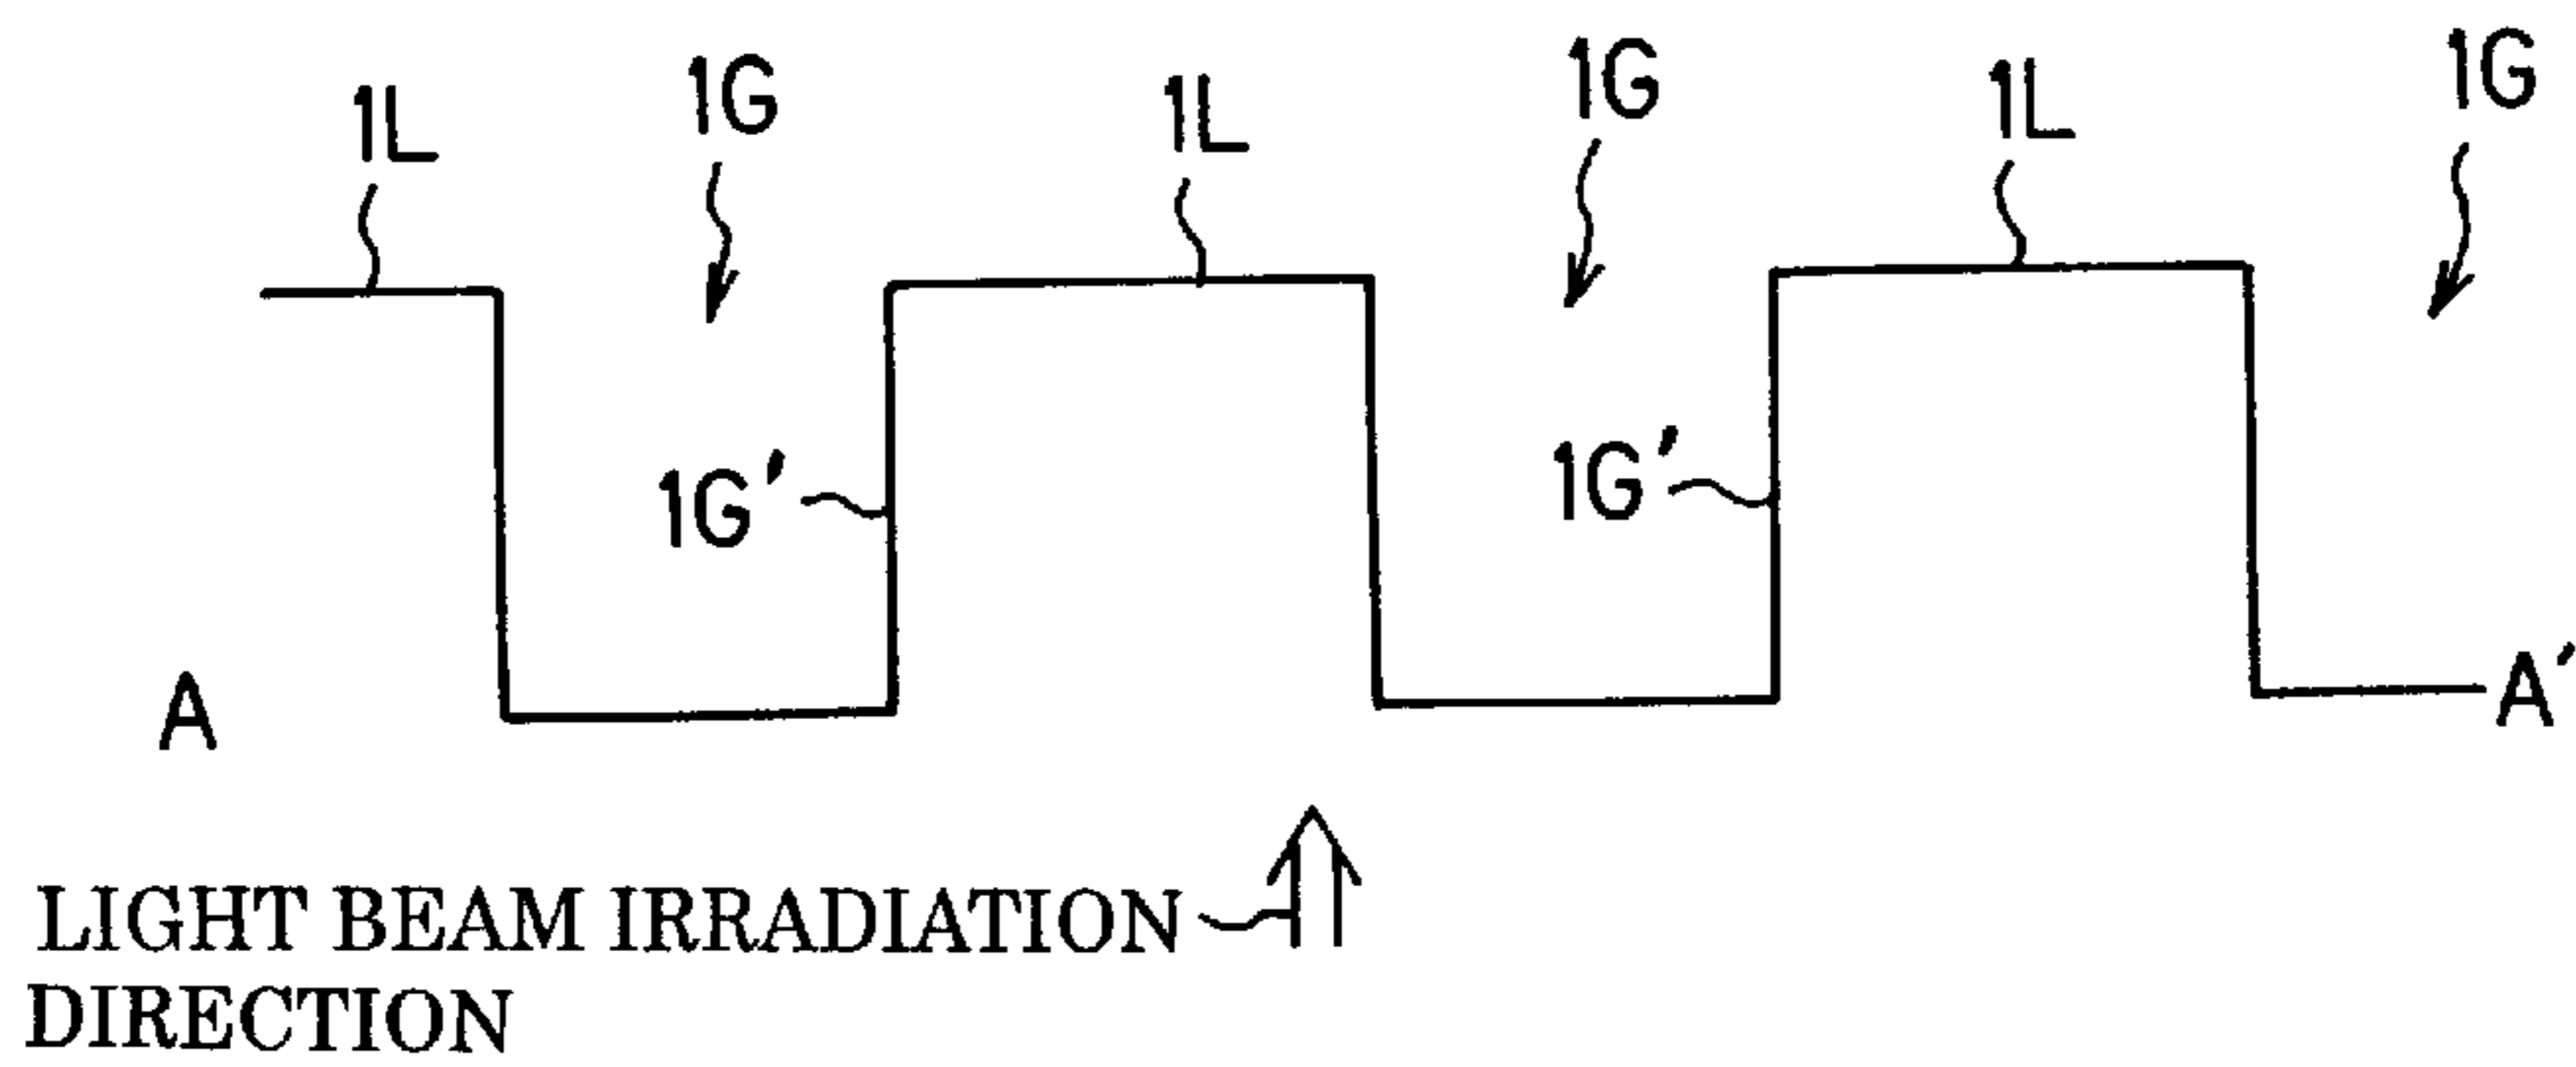 1L 1G 1L 1G 1L 1G
1G' 1G'
A A'
LIGHT BEAM IRRADIATION
DIRECTION